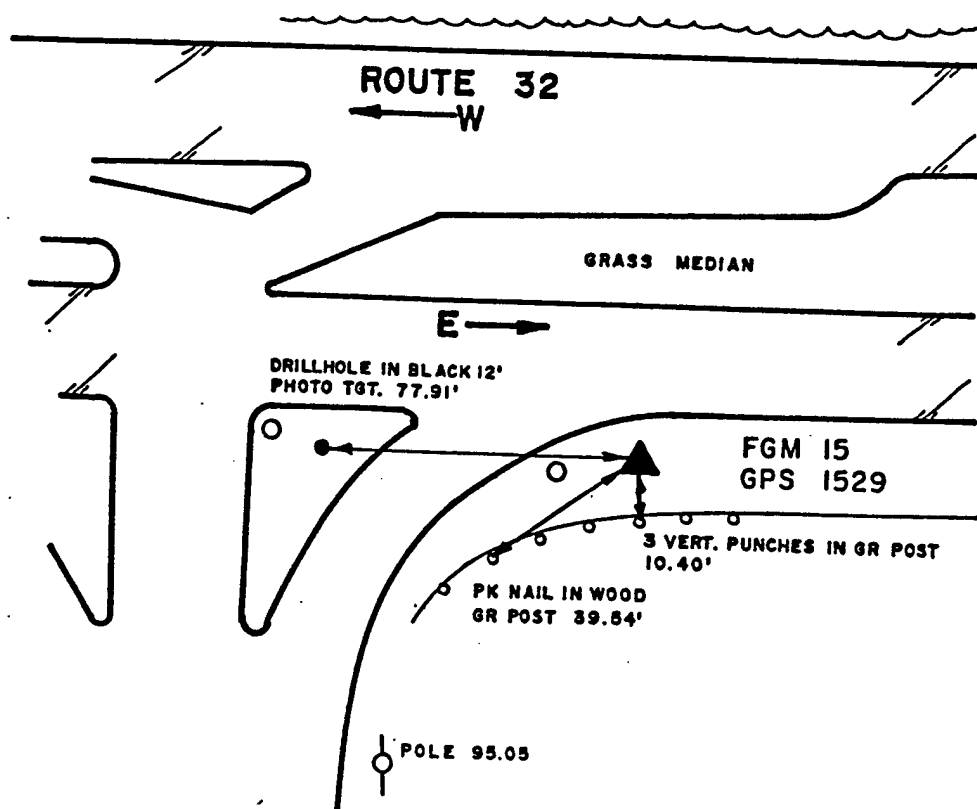 ROUTE 32
W
GRASS MEDIAN
E
DRILLHOLE IN BLACK 12'
PHOTO TGT. 77.91'
FGM 15
GPS 1529
3 VERT. PUNCHES IN GR POST
10.40'
PK NAIL IN WOOD
GR POST 39.54'
POLE 95.05